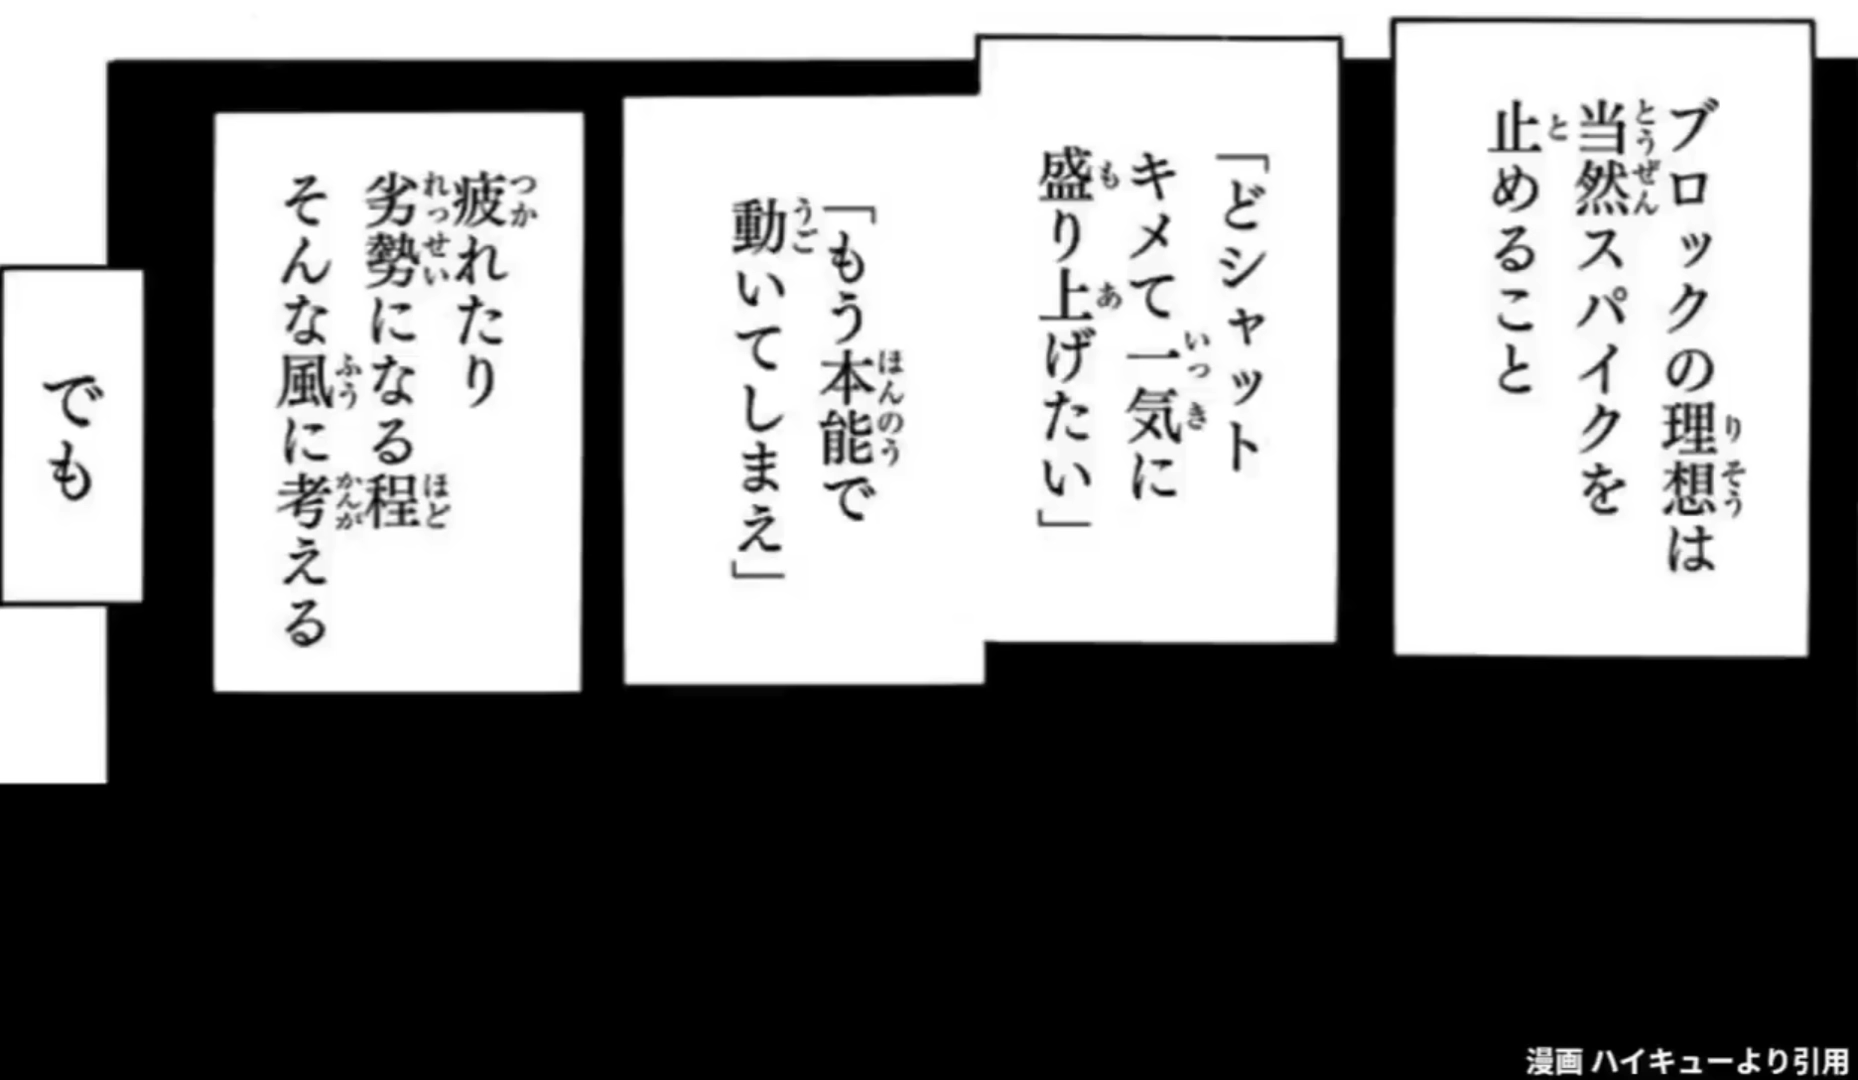 ブロックの理想は
当然スパイクを
止めること
「どシャット
キメて一気に
盛り上げたい」
「もう本能で
動いてしまえ」
疲れたり
劣勢になる程
そんな風に考える
でも
漫画 ハイキューより引用